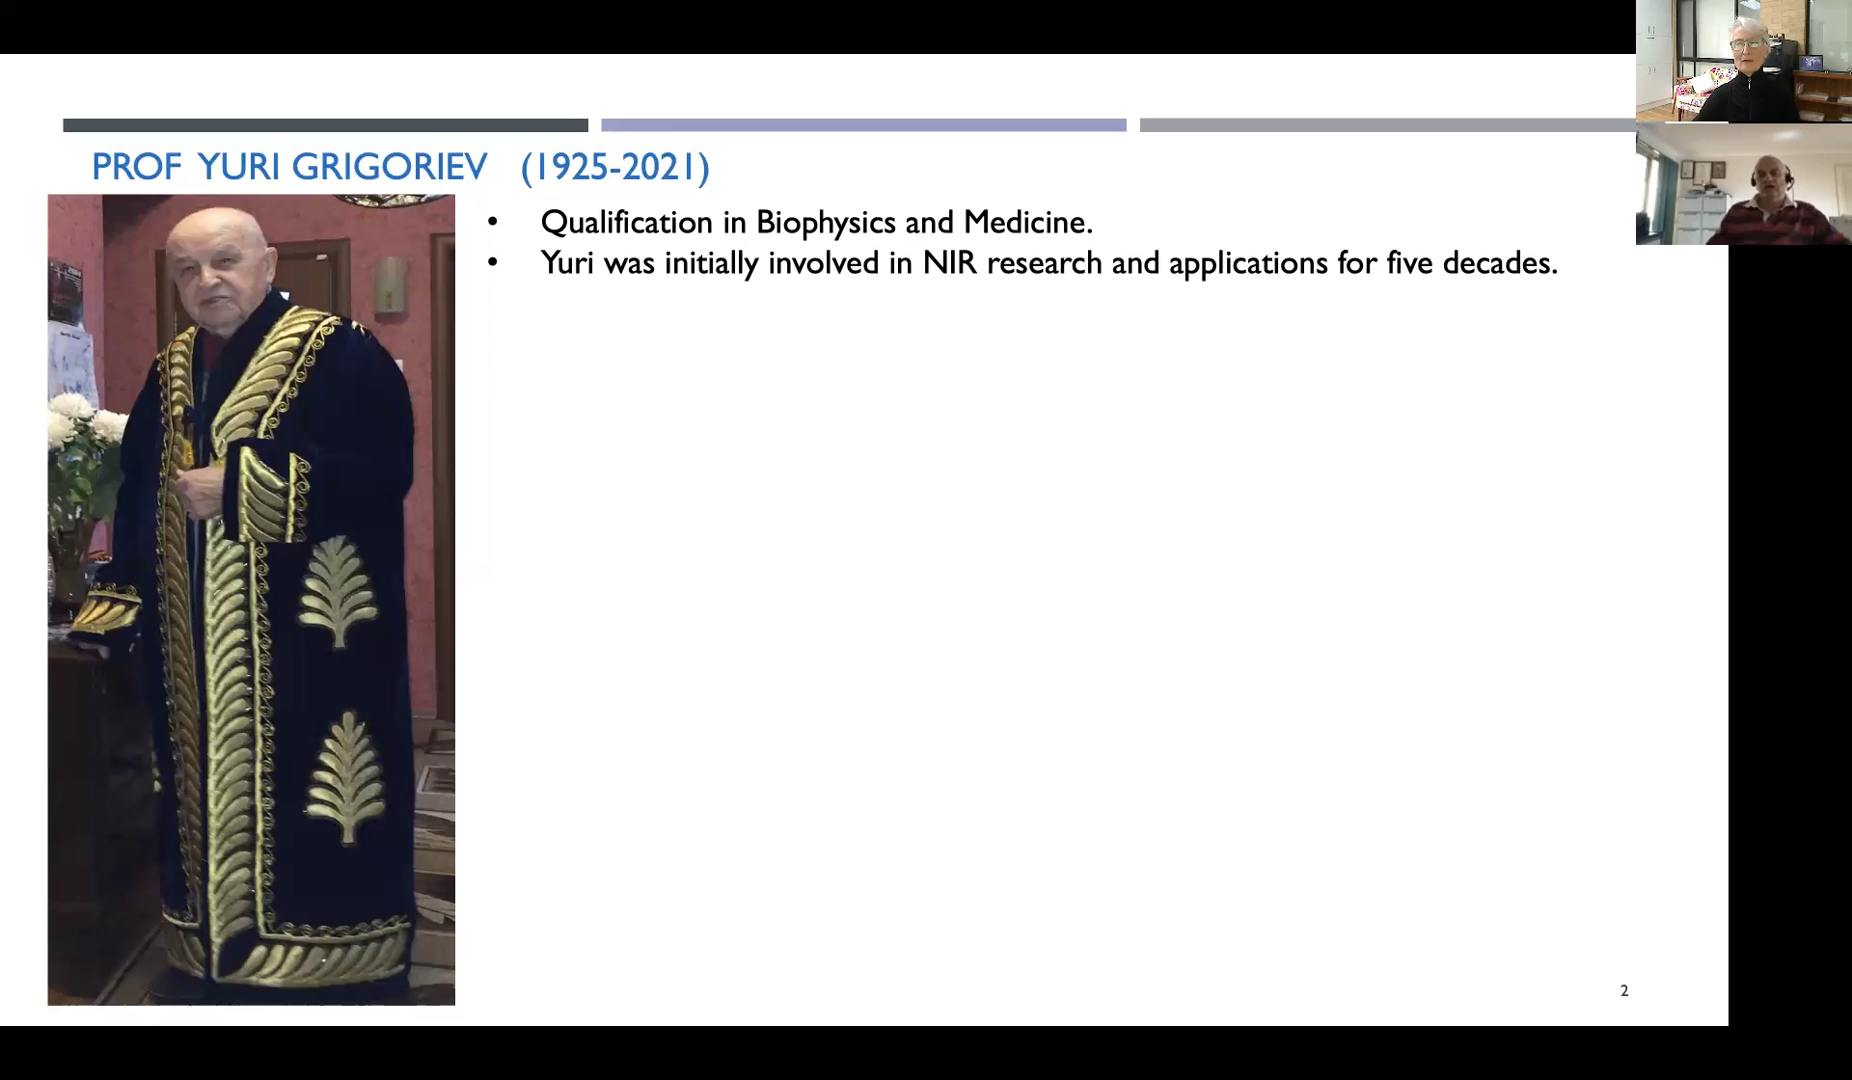 PROF YURI GRIGORIEV (1925-2021)
• Qualification in Biophysics and Medicine.
• Yuri was initially involved in NIR research and applications for five decades.
2